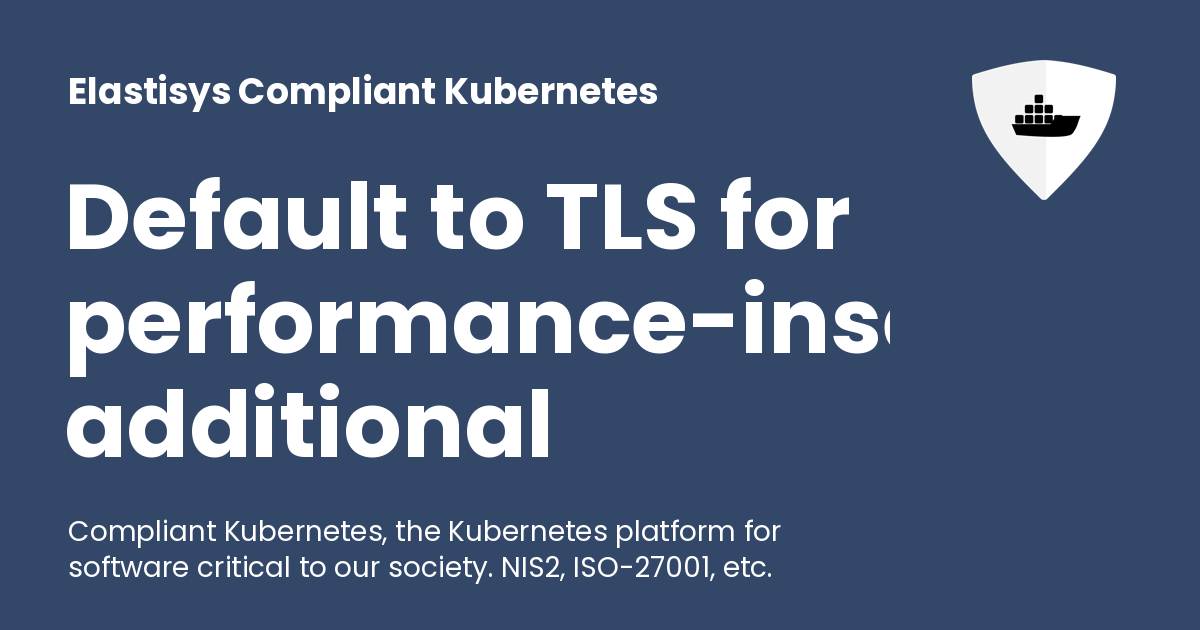 Elastisys Compliant Kubernetes
Default to TLS for
performance-ins
additional
Compliant Kubernetes, the Kubernetes platform for
software critical to our society. NIS2, ISO-27001, etc.